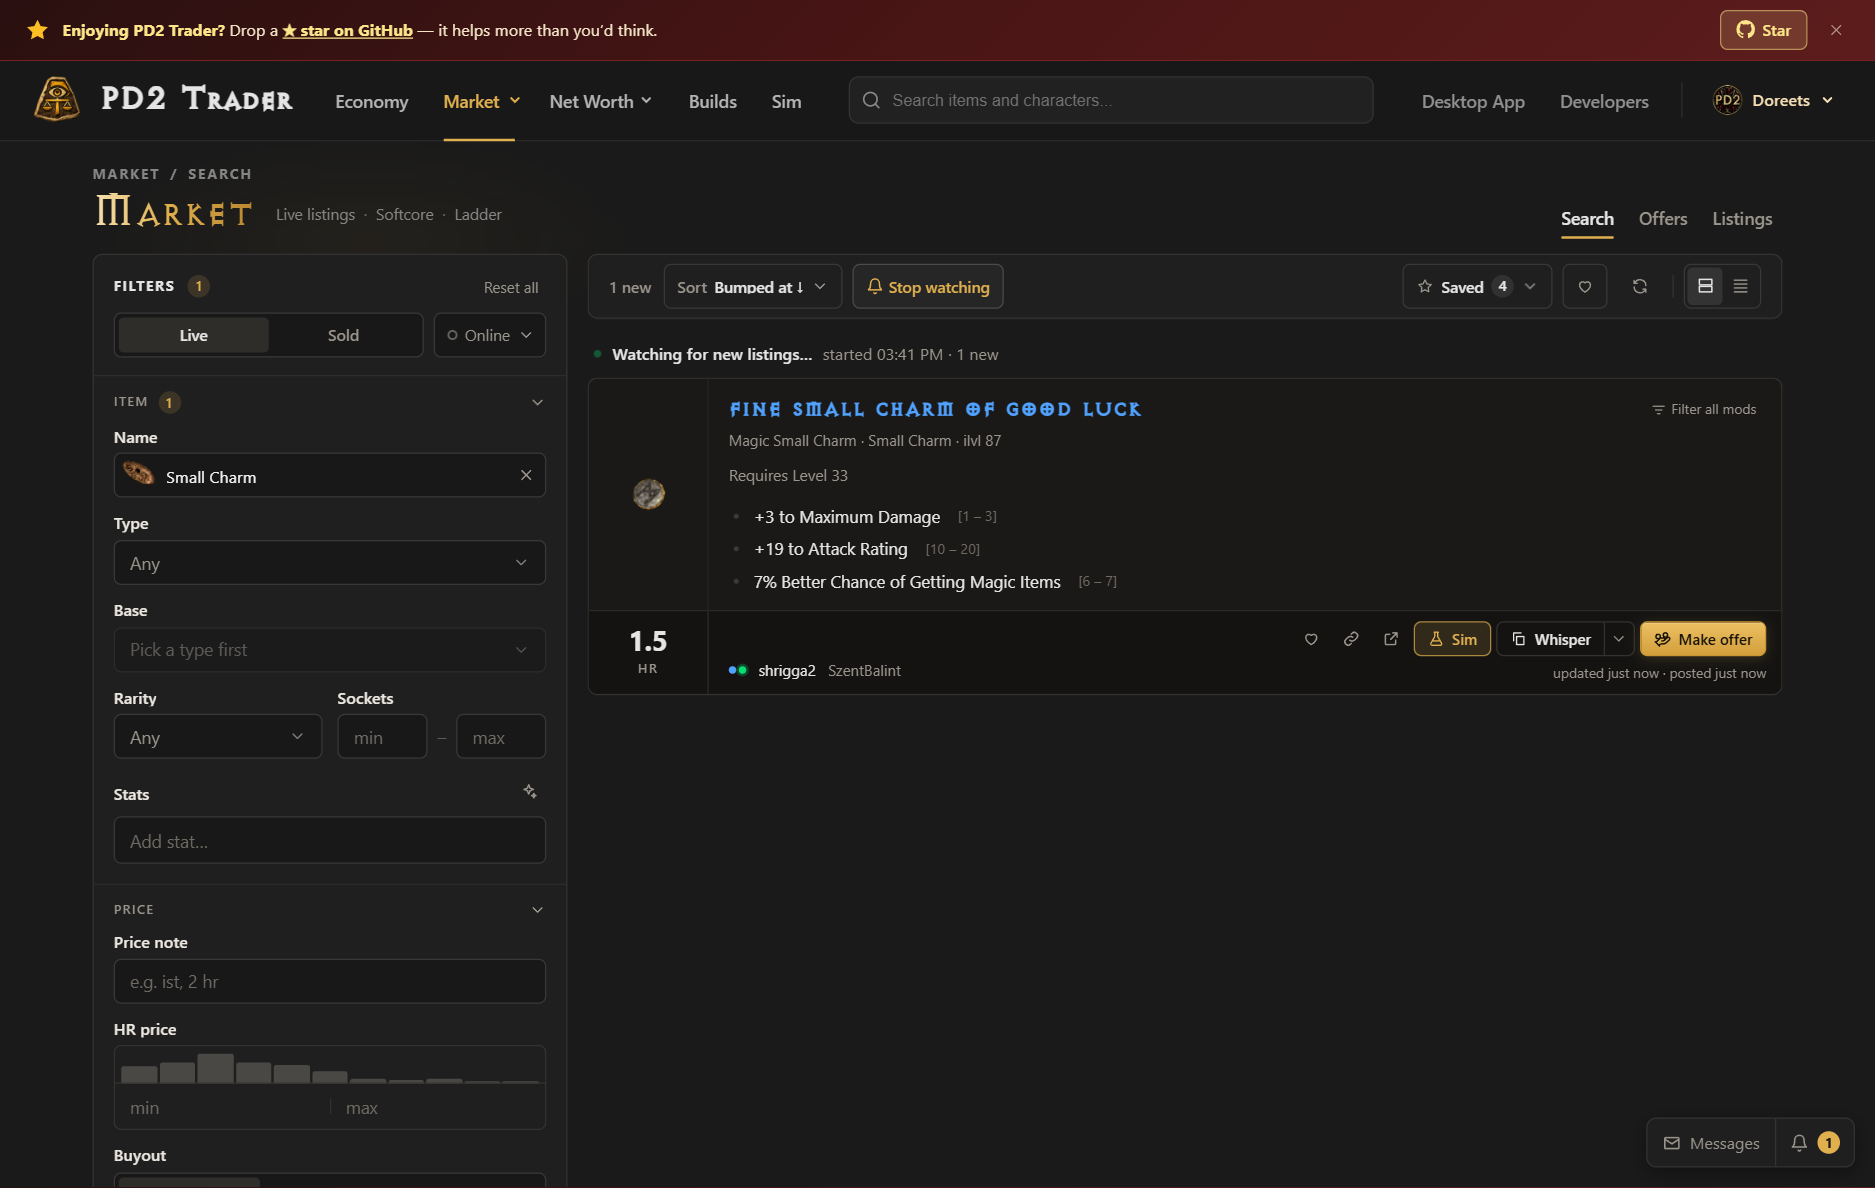 Enjoying PD2 Trader? Drop a ★ star on GitHub — it helps more than you'd think.
Star
PD2 Trader
Economy
Market
Net Worth
Builds
Sim
Search items and characters...
Desktop App
Developers
PD2
Doreets
MARKET / SEARCH
Market
Live listings · Softcore · Ladder
Search
Offers
Listings
FILTERS 1
Reset all
Live
Sold
Online
ITEM 1
Name
Small Charm
Type
Any
Base
Pick a type first
Rarity
Sockets
Any
min – max
Stats
Add stat...
PRICE
Price note
e.g. ist, 2 hr
HR price
min
max
Buyout
1 new
Sort Bumped at ↓
Stop watching
Saved 4
Watching for new listings... started 03:41 PM · 1 new
Fine Small Charm of Good Luck
Filter all mods
Magic Small Charm · Small Charm · ilvl 87
Requires Level 33
+3 to Maximum Damage [1 – 3]
+19 to Attack Rating [10 – 20]
7% Better Chance of Getting Magic Items [6 – 7]
1.5
HR
shrigga2 SzentBalint
Sim
Whisper
Make offer
updated just now · posted just now
Messages
1